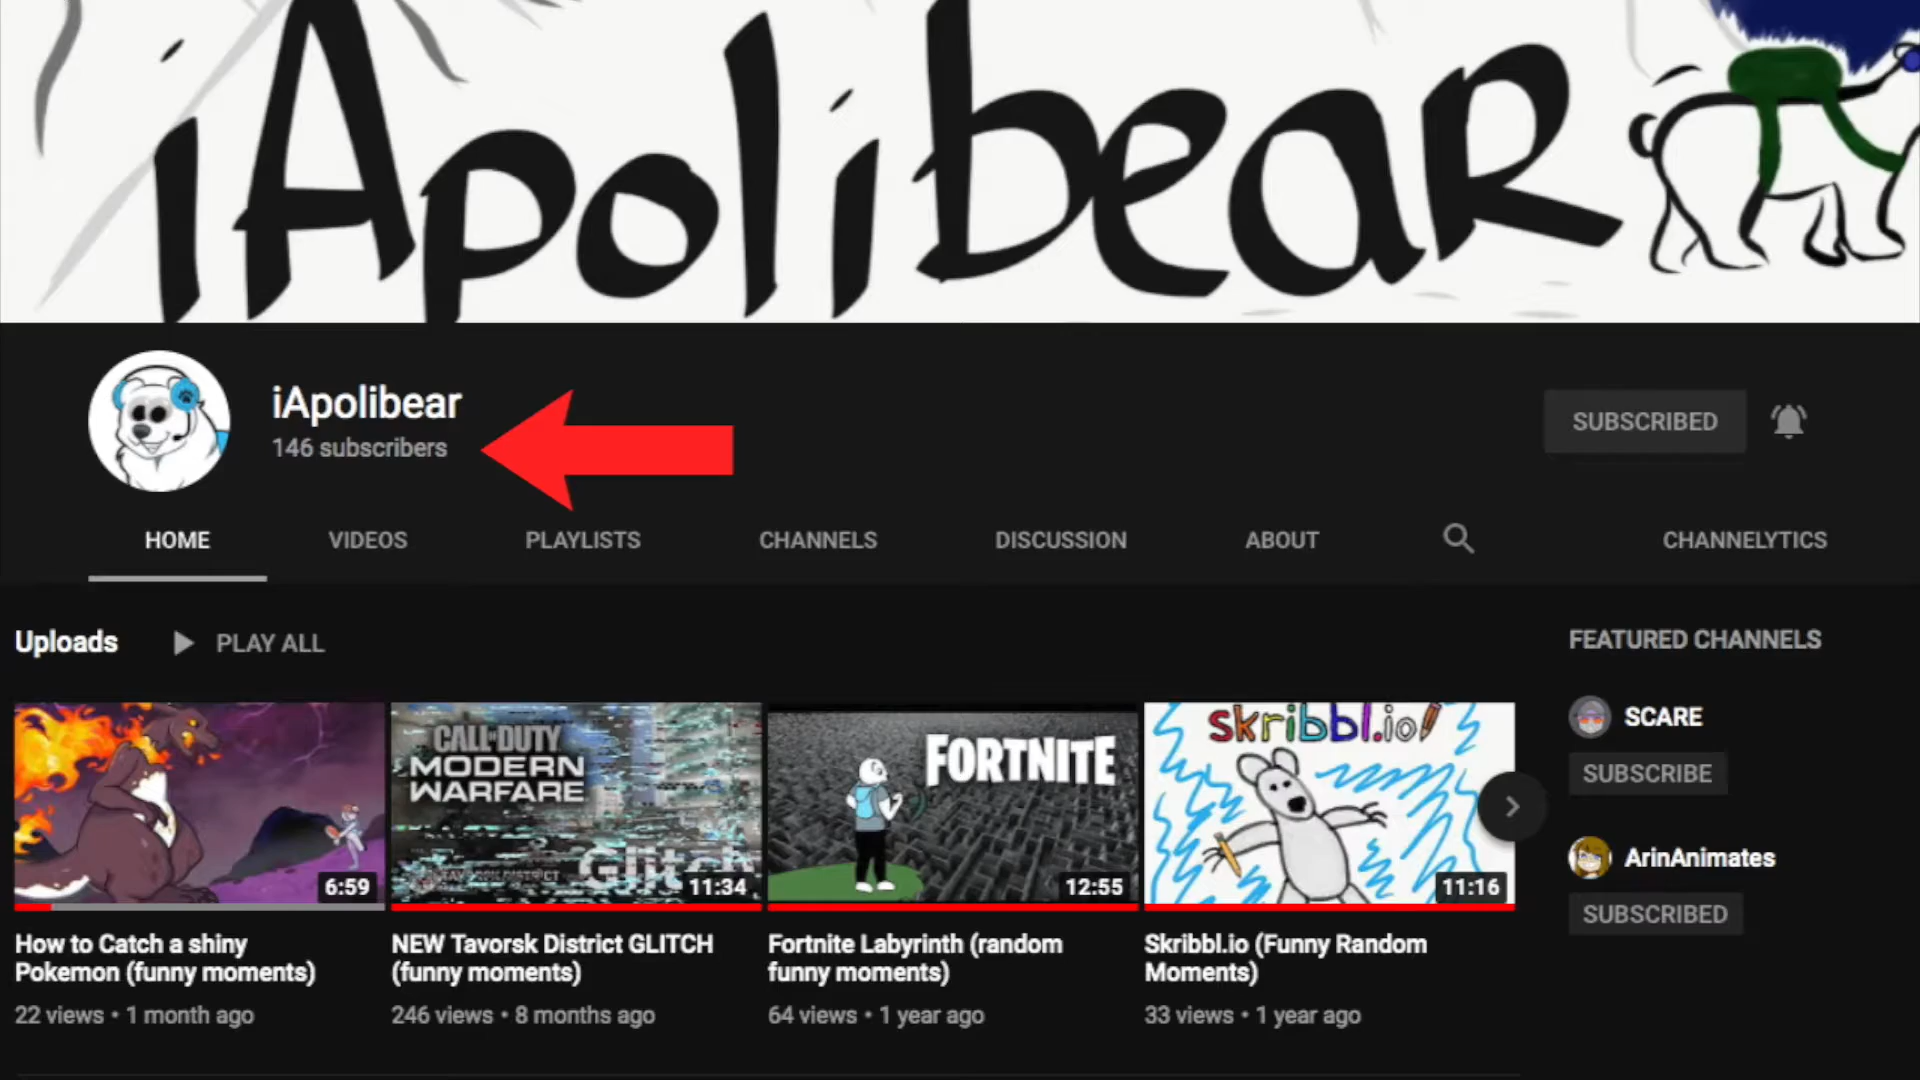 iApolibeaR
iApolibear
146 subscribers
SUBSCRIBED
HOME
VIDEOS
PLAYLISTS
CHANNELS
DISCUSSION
ABOUT
CHANNELYTICS
Uploads
PLAY ALL
FEATURED CHANNELS
SCARE
SUBSCRIBE
ArinAnimates
SUBSCRIBED
6:59
How to Catch a shiny
Pokemon (funny moments)
22 views • 1 month ago
CALL OF DUTY
MODERN
WARFARE
Glitch
11:34
NEW Tavorsk District GLITCH
(funny moments)
246 views • 8 months ago
FORTNITE
12:55
Fortnite Labyrinth (random
funny moments)
64 views • 1 year ago
skribbl.io
11:16
Skribbl.io (Funny Random
Moments)
33 views • 1 year ago